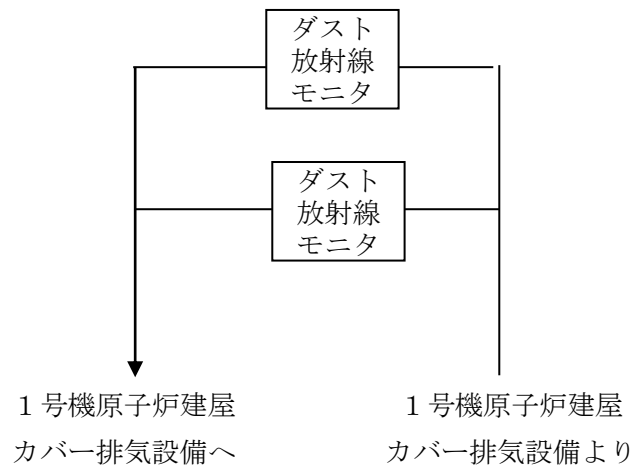 ダスト
放射線
モニタ
ダスト
放射線
モニタ
１号機原子炉建屋
カバー排気設備へ
１号機原子炉建屋
カバー排気設備より